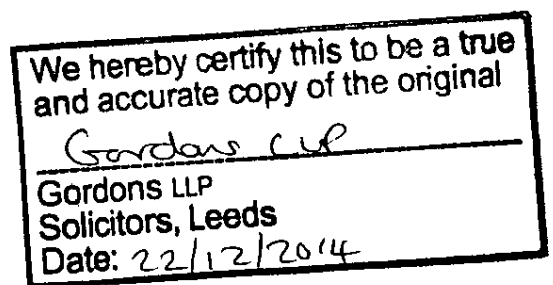 We hereby certify this to be a true
and accurate copy of the original
Gordons LLP
Gordons LLP
Solicitors, Leeds
Date: 22/12/2014